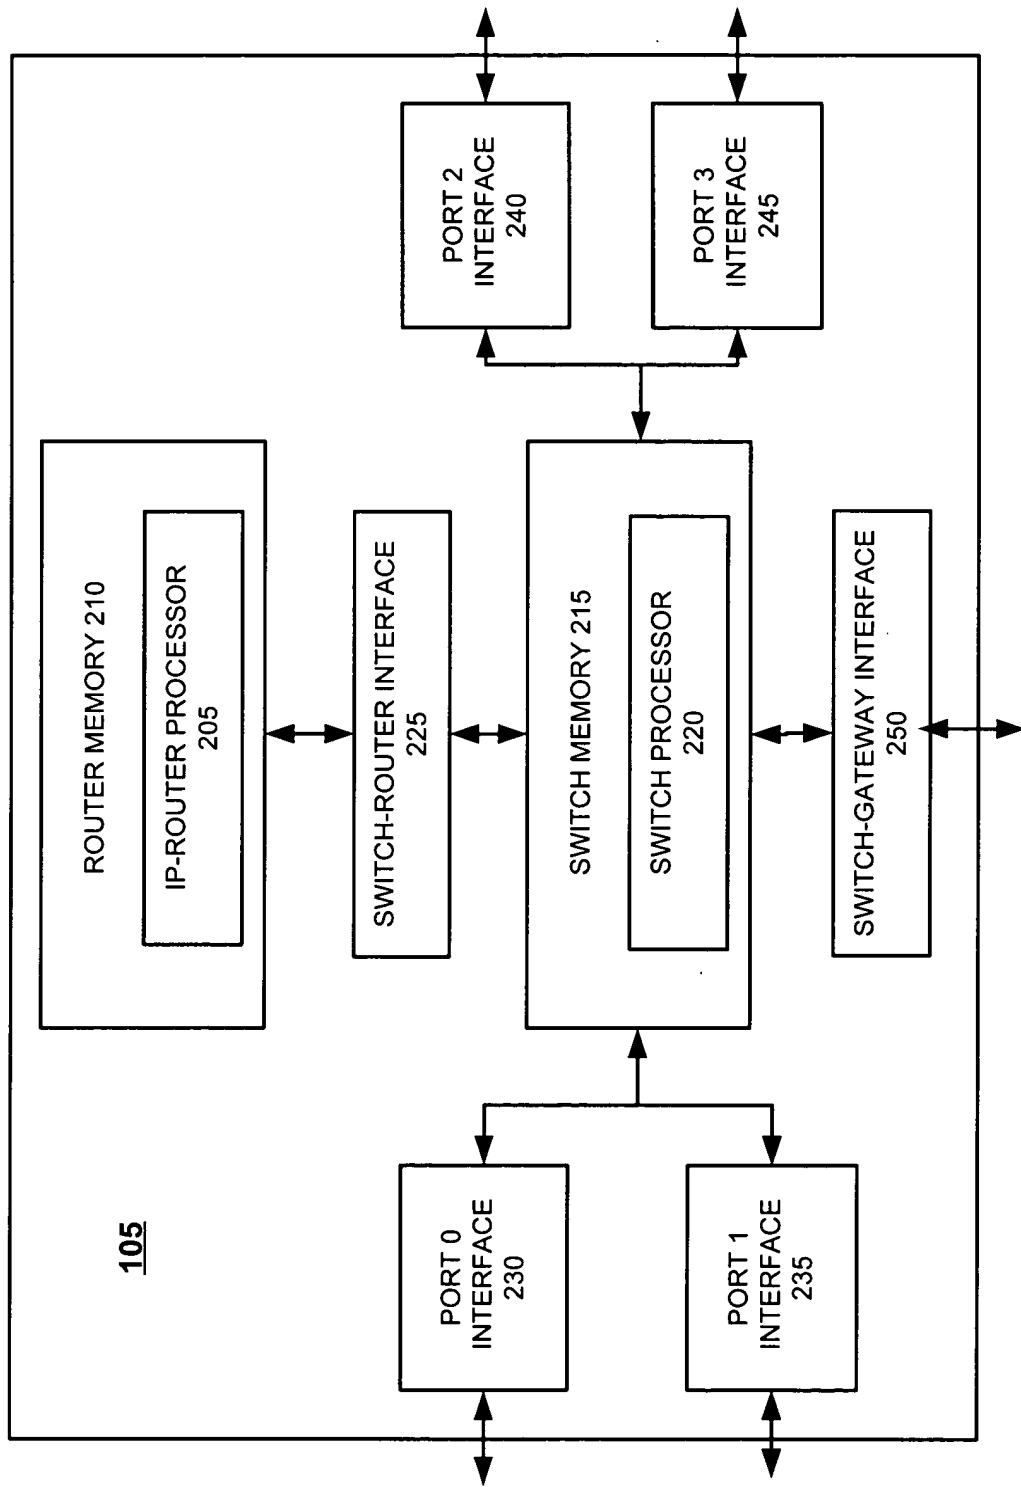 105
ROUTER MEMORY 210
IP-ROUTER PROCESSOR
205
SWITCH-ROUTER INTERFACE
225
PORT 0
INTERFACE
230
PORT 1
INTERFACE
235
SWITCH MEMORY 215
SWITCH PROCESSOR
220
PORT 2
INTERFACE
240
PORT 3
INTERFACE
245
SWITCH-GATEWAY INTERFACE
250